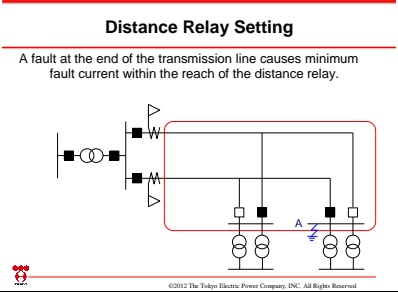 Distance Relay Setting
A fault at the end of the transmission line causes minimum
fault current within the reach of the distance relay.
A
©2012 The Tokyo Electric Power Company, INC. All Rights Reserved